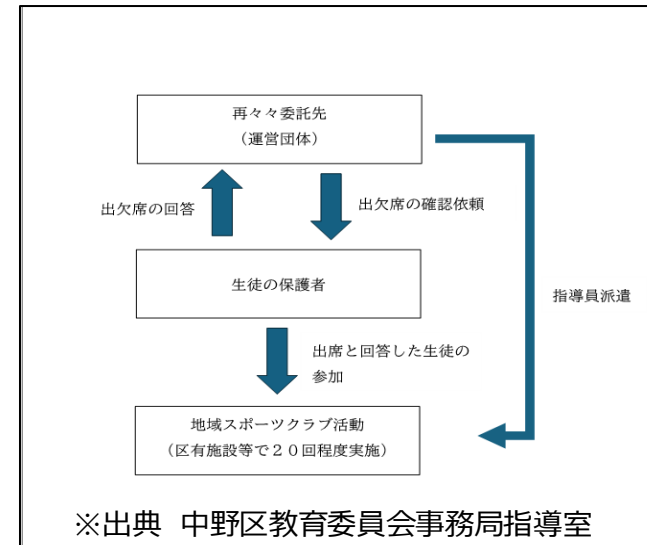 再々委託先
（運営団体）
出欠席の回答
出欠席の確認依頼
生徒の保護者
指導員派遣
出席と回答した生徒の
参加
地域スポーツクラブ活動
（区有施設等で２０回程度実施）
※出典 中野区教育委員会事務局指導室